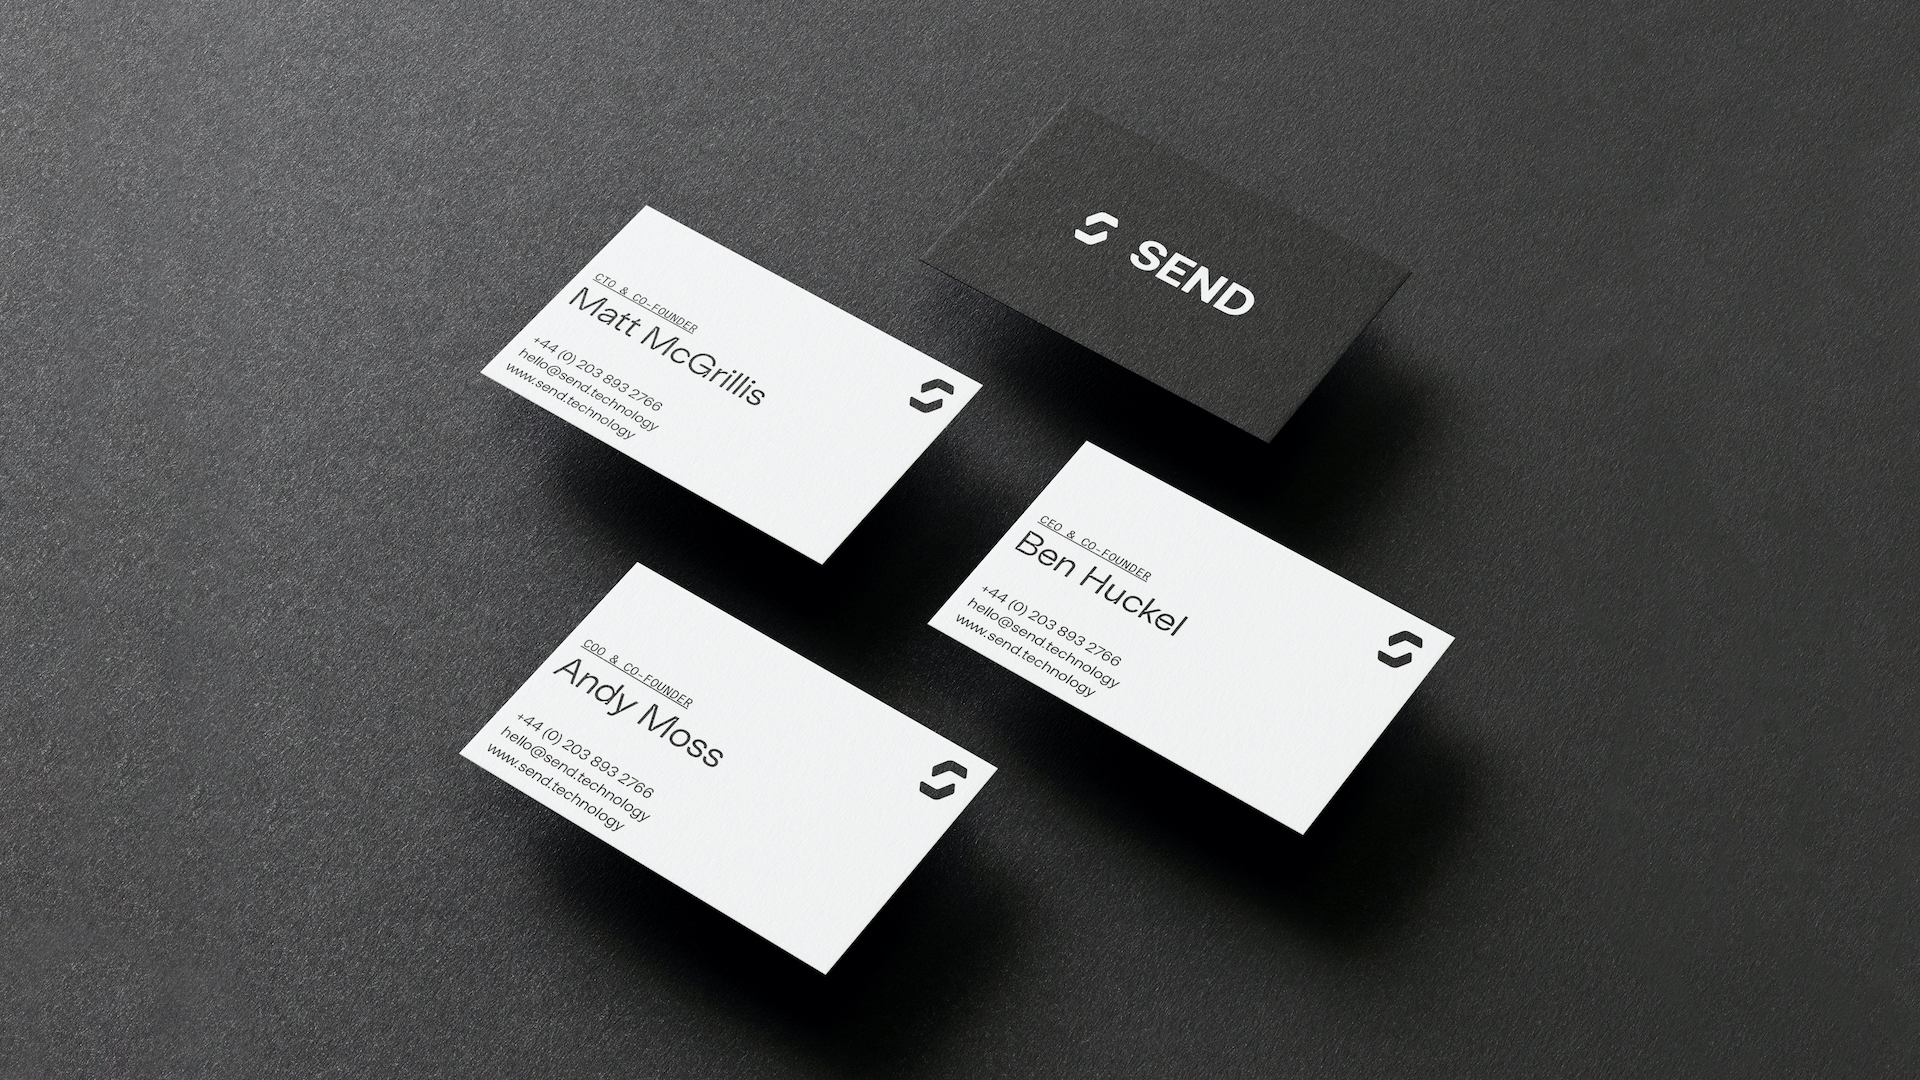 SEND
CTO & CO-FOUNDER
Matt McGrillis
+44 (0) 203 893 2766
hello@send.technology
www.send.technology
CEO & CO-FOUNDER
Ben Huckel
+44 (0) 203 893 2766
hello@send.technology
www.send.technology
COO & CO-FOUNDER
Andy Moss
+44 (0) 203 893 2766
hello@send.technology
www.send.technology